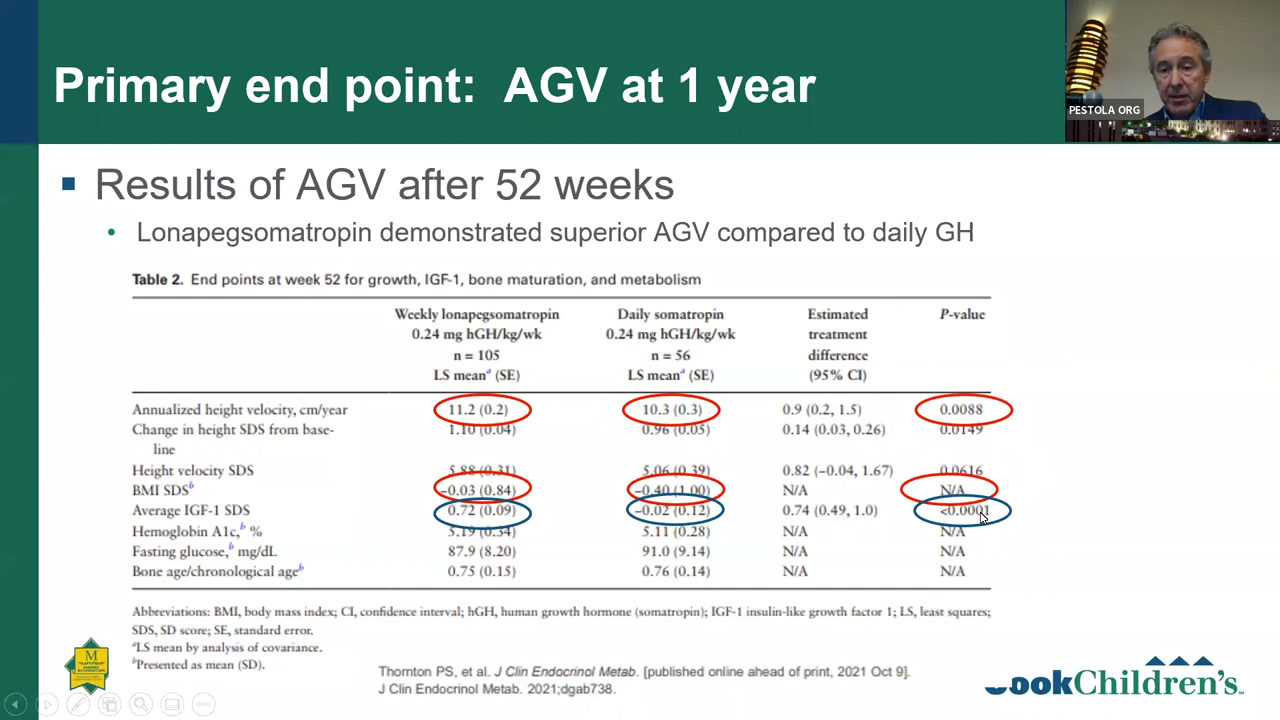 Primary end point: AGV at 1 year
PESTOLA ORG
Results of AGV after 52 weeks
Lonapegsomatropin demonstrated superior AGV compared to daily GH
Table 2. End points at week 52 for growth, IGF-1, bone maturation, and metabolism
Weekly lonapegsomatropin Daily somatropin Estimated P-value
0.24 mg hGH/kg/wk 0.24 mg hGH/kg/wk treatment
n = 105 n = 56 difference
LS meanᵃ (SE) LS meanᵃ (SE) (95% CI)
Annualized height velocity, cm/year 11.2 (0.2) 10.3 (0.3) 0.9 (0.2, 1.5) 0.0088
Change in height SDS from base- 1.10 (0.04) 0.96 (0.05) 0.14 (0.03, 0.26) 0.0149
line
Height velocity SDS 5.88 (0.31) 5.06 (0.39) 0.82 (−0.04, 1.67) 0.0616
BMI SDSᵇ −0.03 (0.84) −0.40 (1.00) N/A N/A
Average IGF-1 SDS 0.72 (0.09) −0.02 (0.12) 0.74 (0.49, 1.0) <0.0001
Hemoglobin A1c,ᵇ % 5.19 (0.34) 5.11 (0.28) N/A N/A
Fasting glucose,ᵇ mg/dL 87.9 (8.20) 91.0 (9.14) N/A N/A
Bone age/chronological ageᵇ 0.75 (0.15) 0.76 (0.14) N/A N/A
Abbreviations: BMI, body mass index; CI, confidence interval; hGH, human growth hormone (somatropin); IGF-1 insulin-like growth factor 1; LS, least squares;
SDS, SD score; SE, standard error.
ᵃLS mean by analysis of covariance.
ᵇPresented as mean (SD).
Thornton PS, et al. J Clin Endocrinol Metab. [published online ahead of print, 2021 Oct 9].
J Clin Endocrinol Metab. 2021;dgab738.
M
CookChildren's™